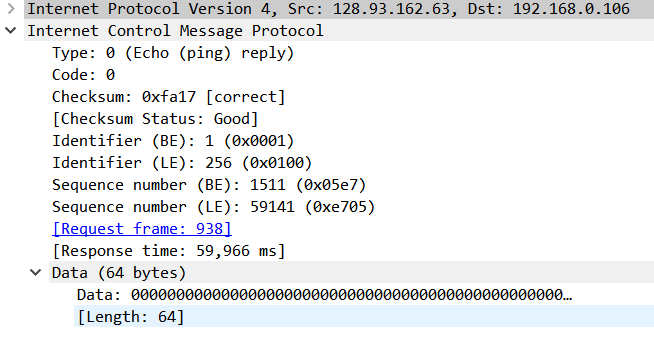 Internet Protocol Version 4, Src: 128.93.162.63, Dst: 192.168.0.106
Internet Control Message Protocol
Type: 0 (Echo (ping) reply)
Code: 0
Checksum: 0xfa17 [correct]
[Checksum Status: Good]
Identifier (BE): 1 (0x0001)
Identifier (LE): 256 (0x0100)
Sequence number (BE): 1511 (0x05e7)
Sequence number (LE): 59141 (0xe705)
[Request frame: 938]
[Response time: 59,966 ms]
Data (64 bytes)
Data: 000000000000000000000000000000000000000000000000…
[Length: 64]